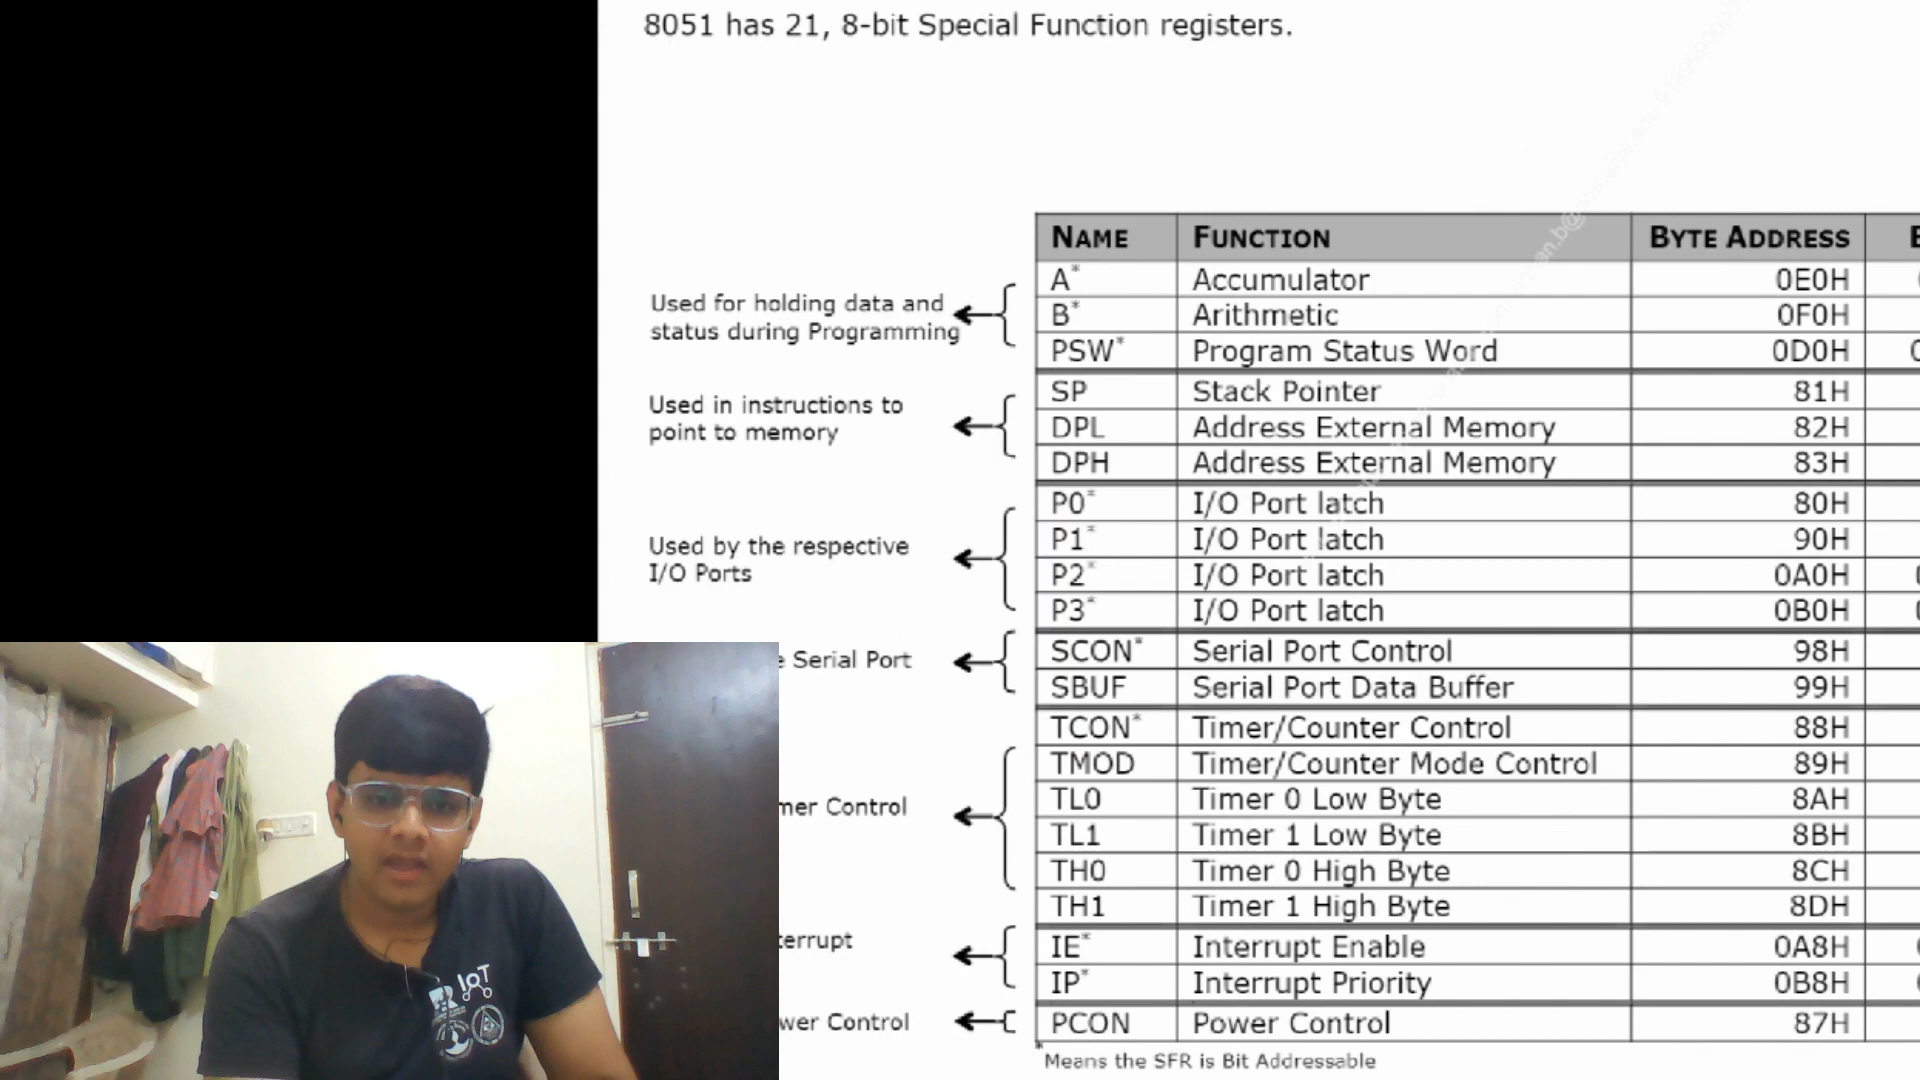 8051 has 21, 8-bit Special Function registers.
NAME FUNCTION BYTE ADDRESS
Used for holding data and
status during Programming
A* Accumulator 0E0H
B* Arithmetic 0F0H
PSW* Program Status Word 0D0H
Used in instructions to
point to memory
SP Stack Pointer 81H
DPL Address External Memory 82H
DPH Address External Memory 83H
Used by the respective
I/O Ports
P0* I/O Port latch 80H
P1* I/O Port latch 90H
P2* I/O Port latch 0A0H
P3* I/O Port latch 0B0H
Serial Port
SCON* Serial Port Control 98H
SBUF Serial Port Data Buffer 99H
Control
TCON* Timer/Counter Control 88H
TMOD Timer/Counter Mode Control 89H
TL0 Timer 0 Low Byte 8AH
TL1 Timer 1 Low Byte 8BH
TH0 Timer 0 High Byte 8CH
TH1 Timer 1 High Byte 8DH
IE* Interrupt Enable 0A8H
IP* Interrupt Priority 0B8H
Control
PCON Power Control 87H
*Means the SFR is Bit Addressable
IoT